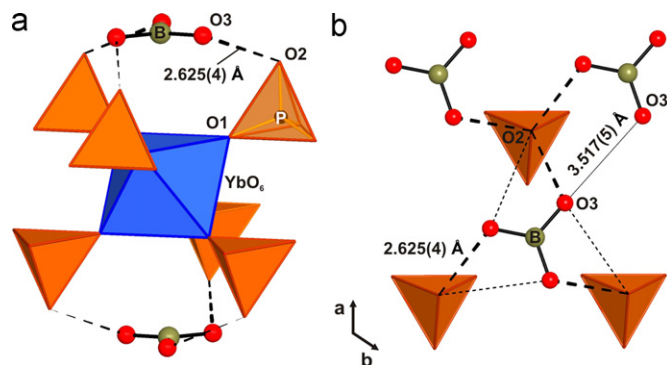 a
B
O3
O2
2.625(4) Å
P
O1
YbO₆
b
O3
O2
3.517(5) Å
O3
B
2.625(4) Å
a
b